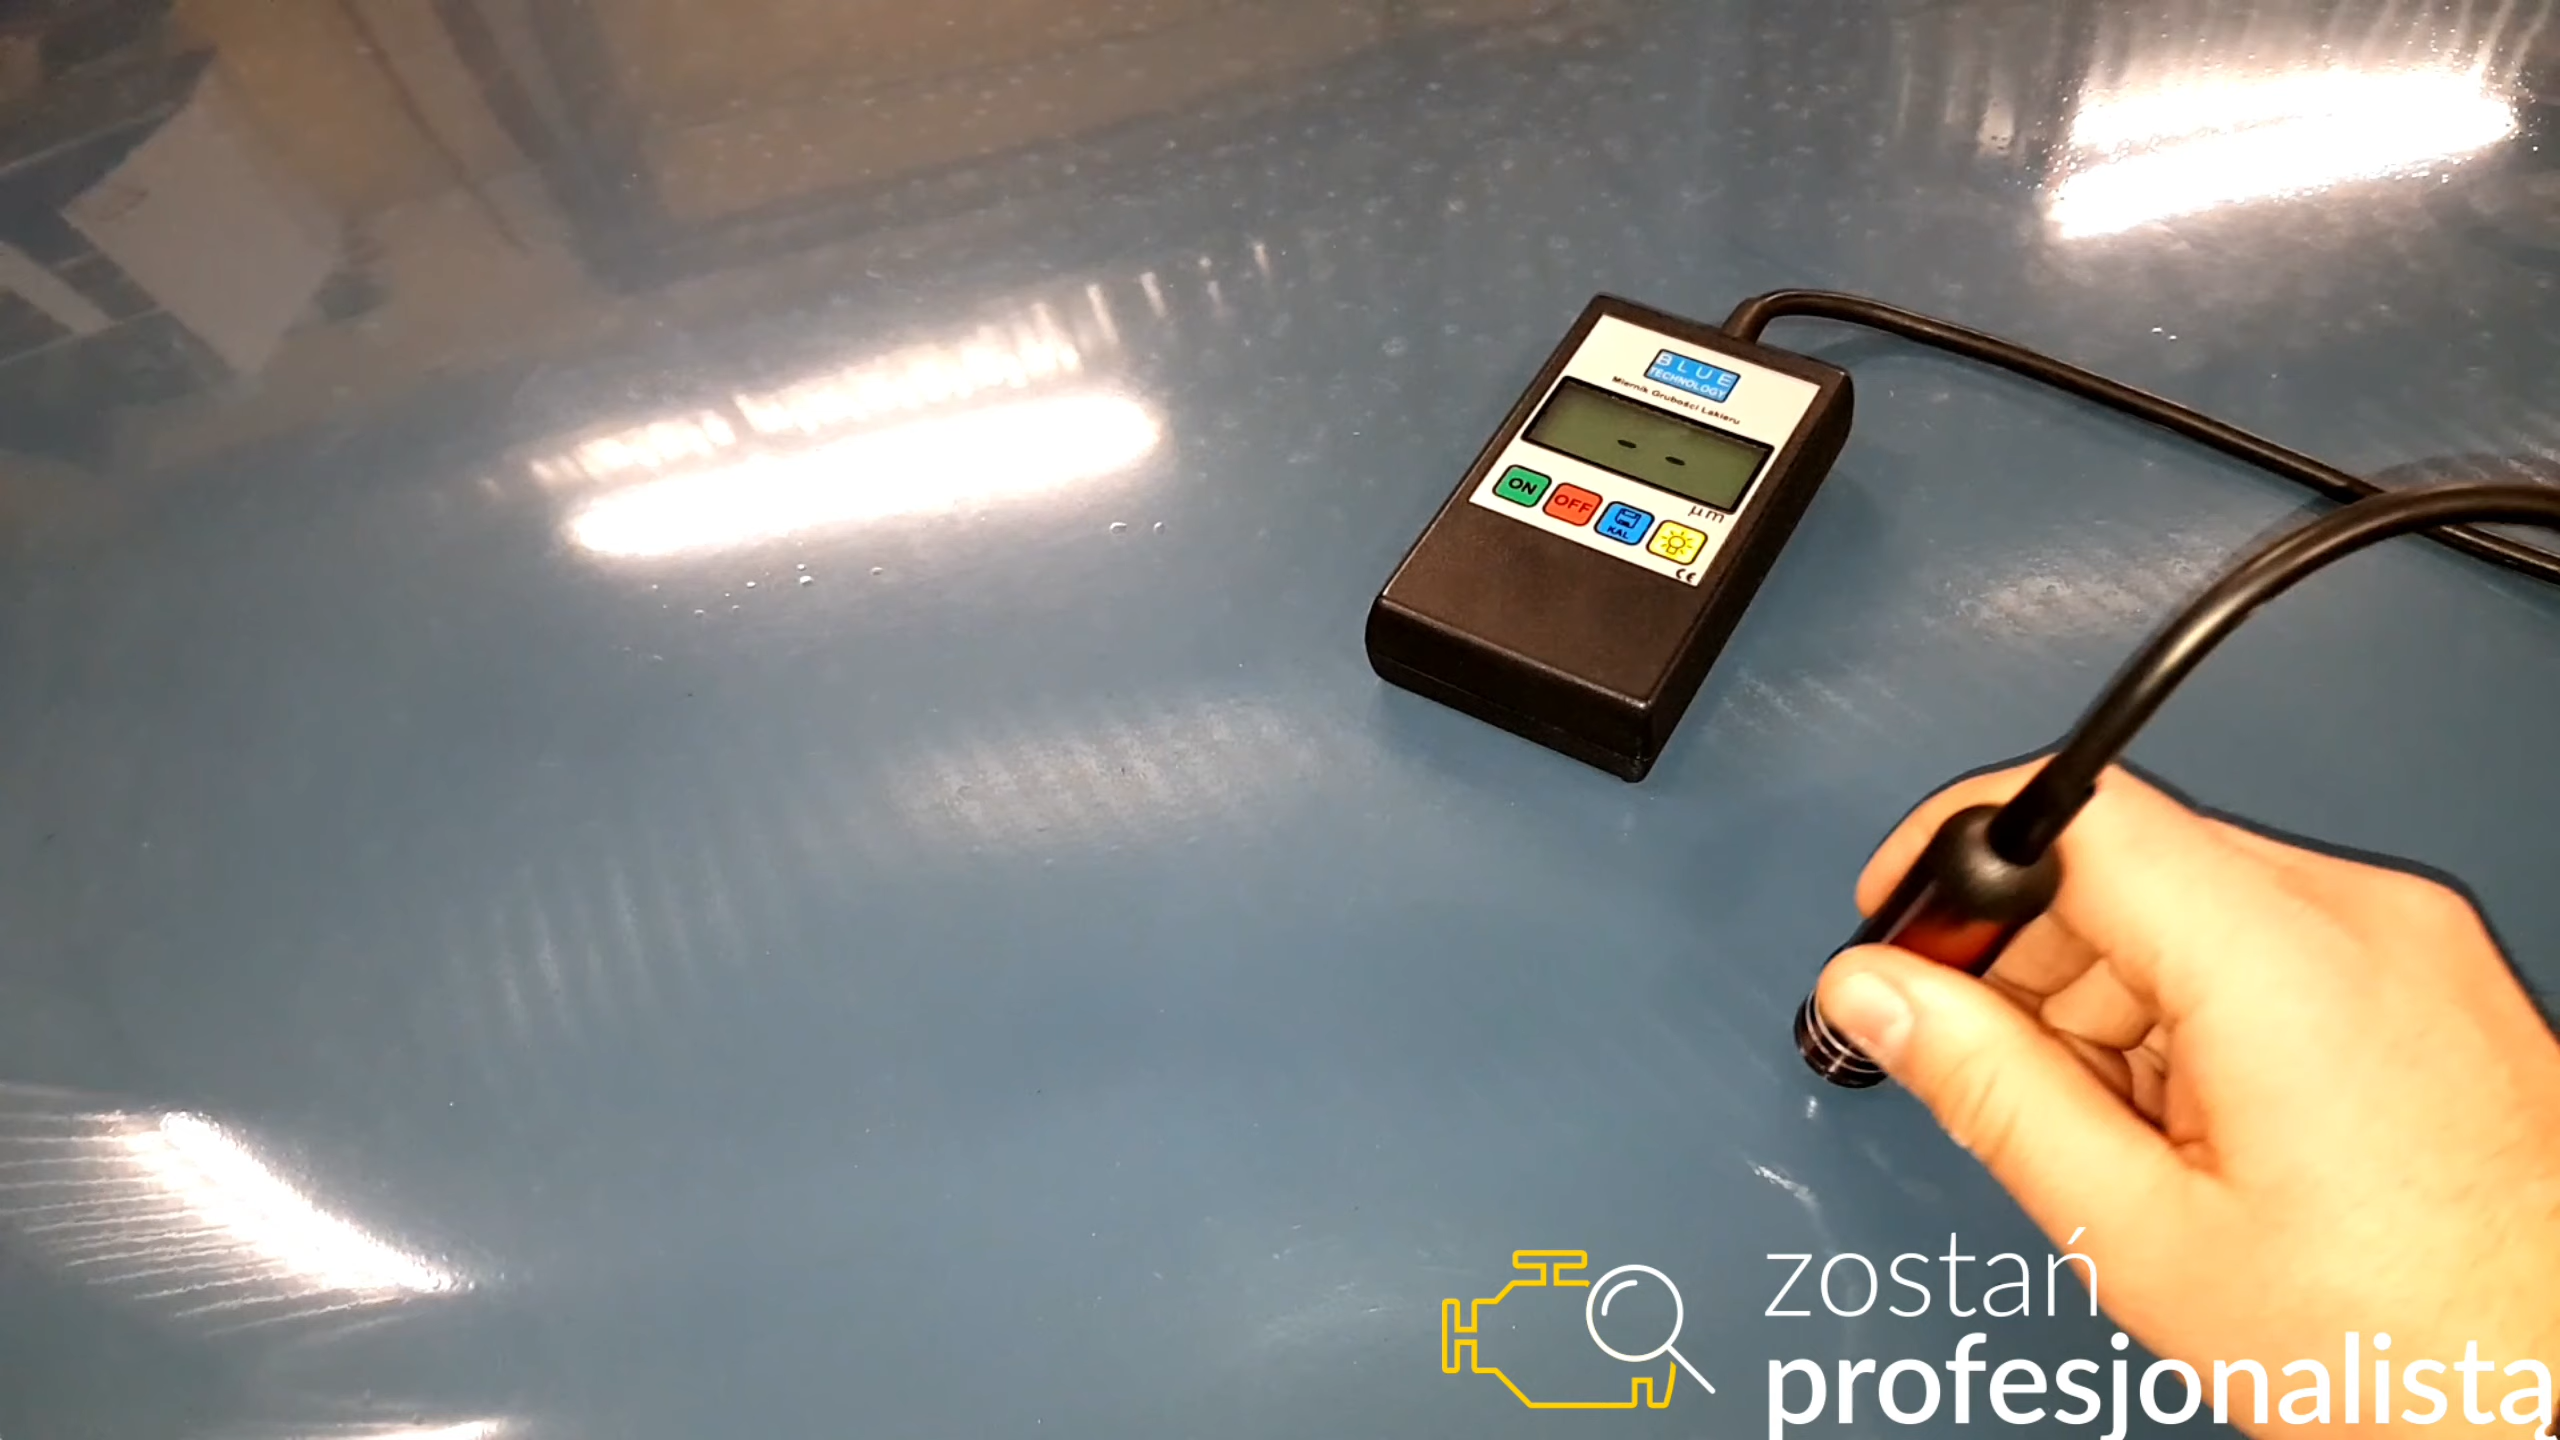 BLUE
TECHNOLOGY
Miernik Grubości Lakieru
- -
µm
ON
OFF
KAL
CE
zostań
profesjonalistą